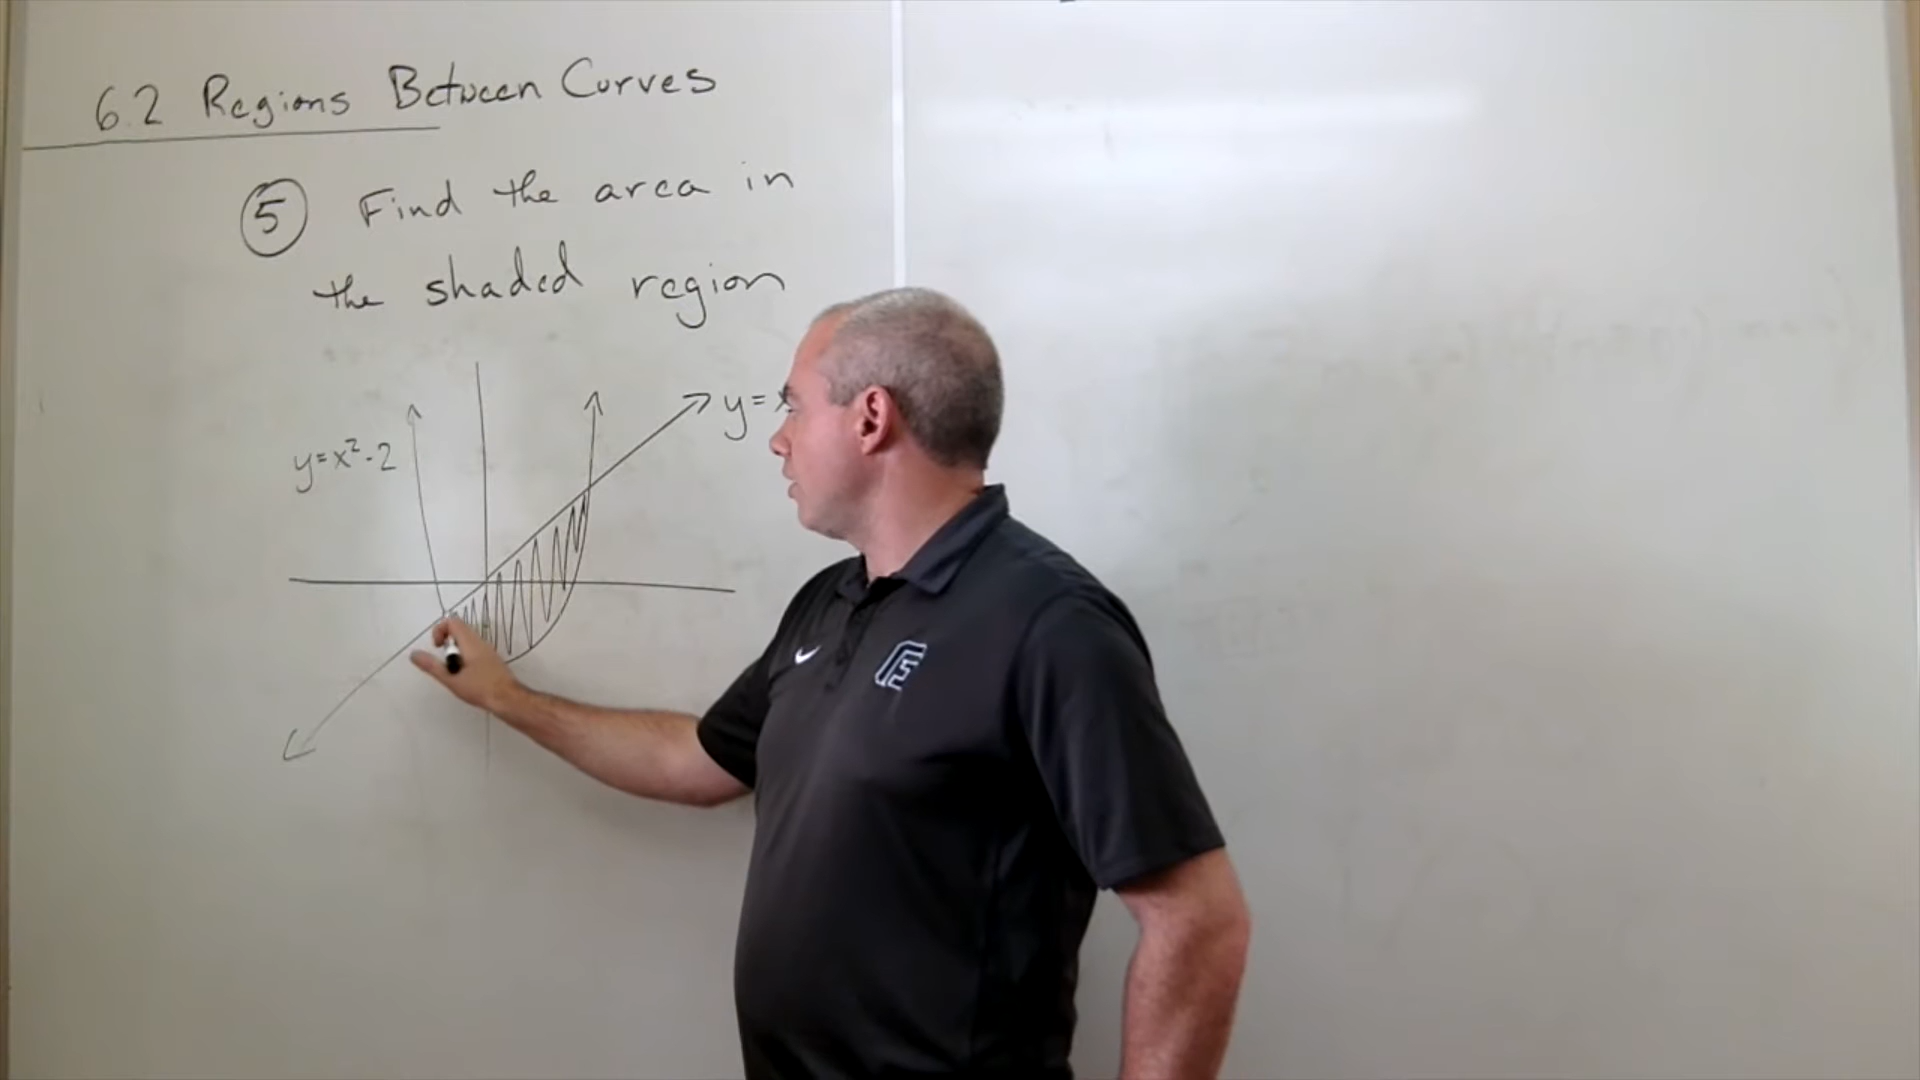 6.2 Regions Between Curves
5 Find the area in
the shaded region
y=x
y=x²-2
F